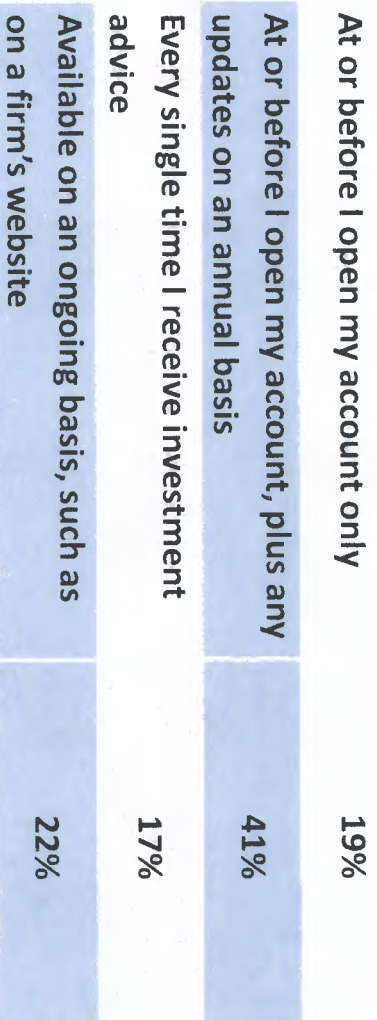 At or before I open my account only 19%
At or before I open my account, plus any
updates on an annual basis 41%
Every single time I receive investment
advice 17%
Available on an ongoing basis, such as
on a firm's website 22%